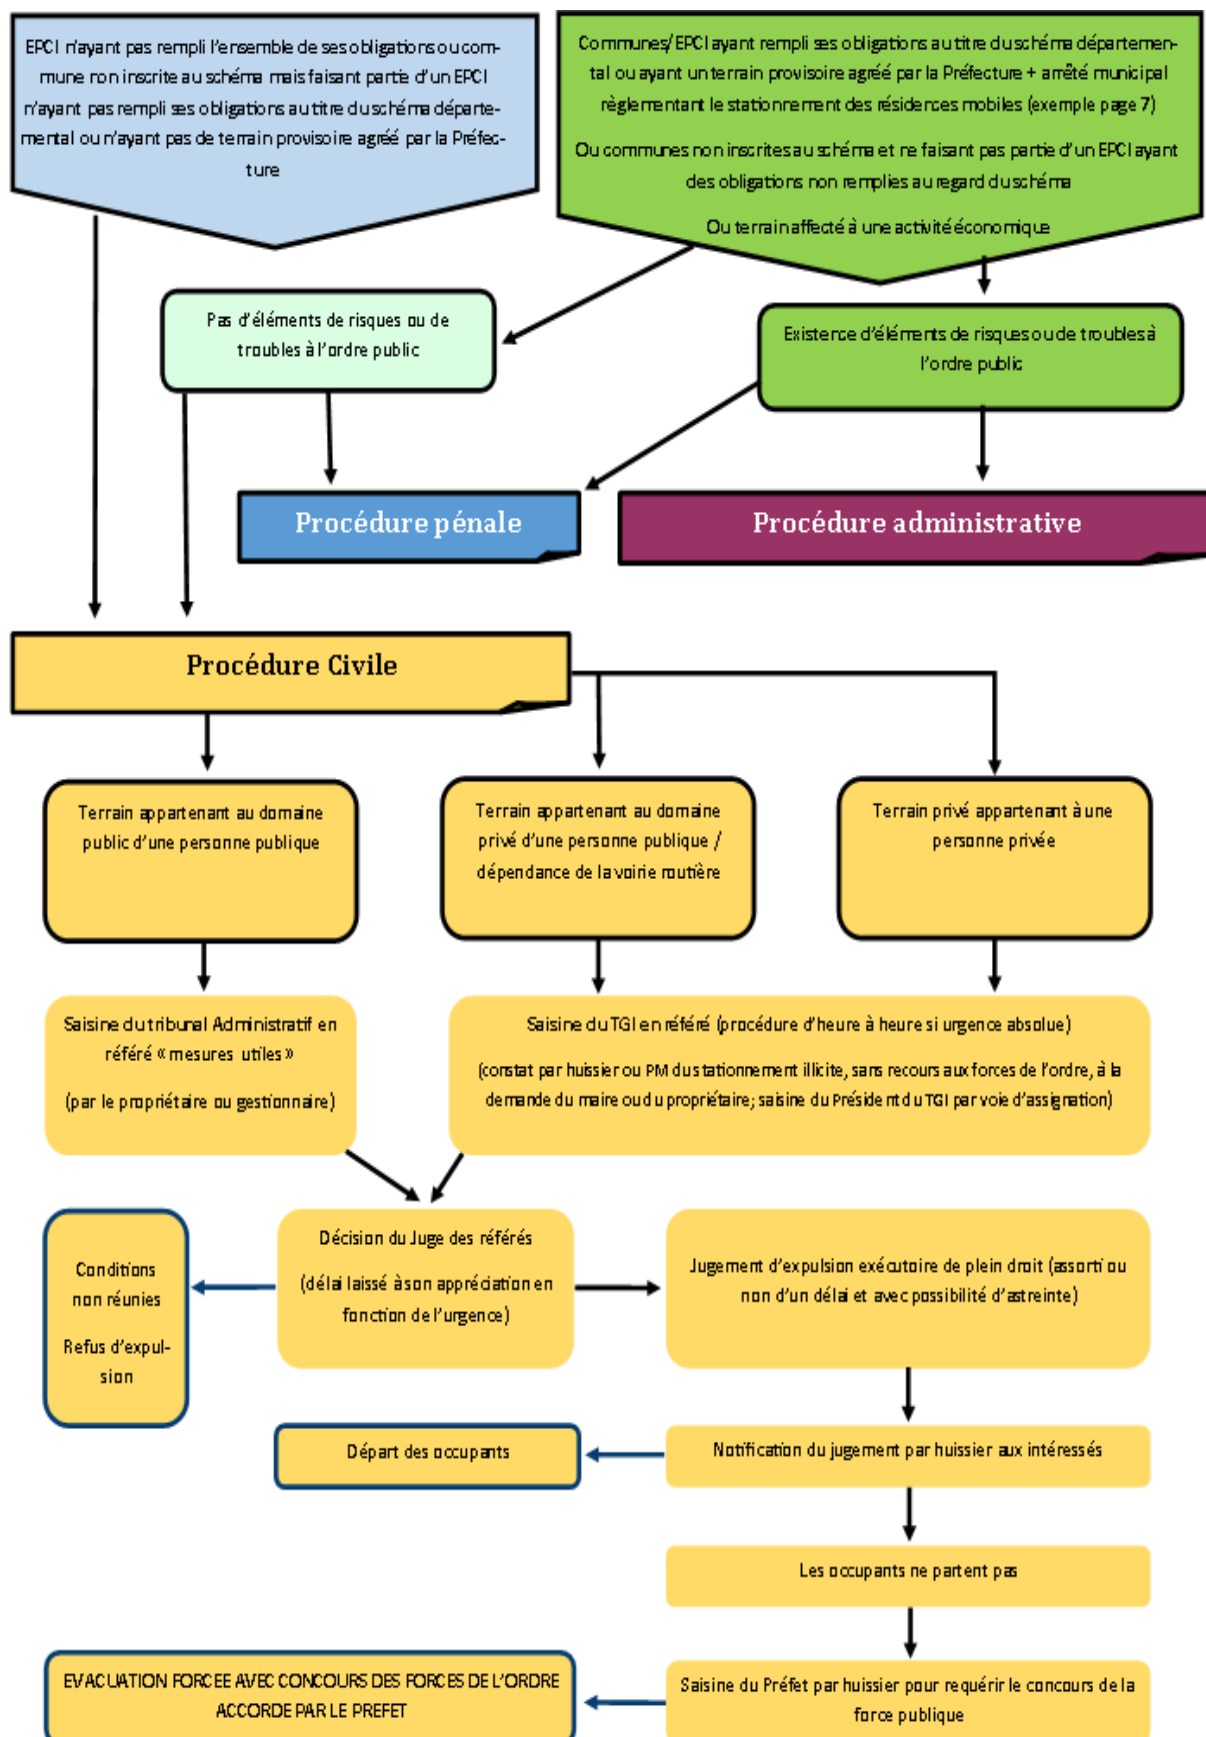 EPCI n'ayant pas rempli l'ensemble de ses obligations ou com-
mune non inscrite au schéma mais faisant partie d'un EPCI
n'ayant pas rempli ses obligations au titre du schéma départe-
mental ou n'ayant pas de terrain provisoire agréé par la Préfec-
ture
Communes/EPCI ayant rempli ses obligations au titre du schéma départemen-
tal ou ayant un terrain provisoire agréé par la Préfecture + arrêté municipal
règlementant le stationnement des résidences mobiles (exemple page 7)
Ou communes non inscrites au schéma et ne faisant pas partie d'un EPCI ayant
des obligations non remplies au regard du schéma
Ou terrain affecté à une activité économique
Pas d'éléments de risques ou de
troubles à l'ordre public
Existence d'éléments de risques ou de troubles à
l'ordre public
Procédure pénale
Procédure administrative
Procédure Civile
Terrain appartenant au domaine
public d'une personne publique
Terrain appartenant au domaine
privé d'une personne publique /
dépendance de la voirie routière
Terrain privé appartenant à une
personne privée
Saisine du tribunal Administratif en
référé « mesures utiles »
(par le propriétaire ou gestionnaire)
Saisine du TGI en référé (procédure d'heure à heure si urgence absolue)
(constat par huissier ou PM du stationnement illicite, sans recours aux forces de l'ordre, à la
demande du maire ou du propriétaire; saisine du Président du TGI par voie d'assignation)
Conditions
non réunies
Refus d'expul-
sion
Décision du Juge des référés
(délai laissé à son appréciation en
fonction de l'urgence)
Jugement d'expulsion exécutoire de plein droit (assorti ou
non d'un délai et avec possibilité d'astreinte)
Départ des occupants
Notification du jugement par huissier aux intéressés
Les occupants ne partent pas
EVACUATION FORCEE AVEC CONCOURS DES FORCES DE L'ORDRE
ACCORDE PAR LE PREFET
Saisine du Préfet par huissier pour requérir le concours de la
force publique